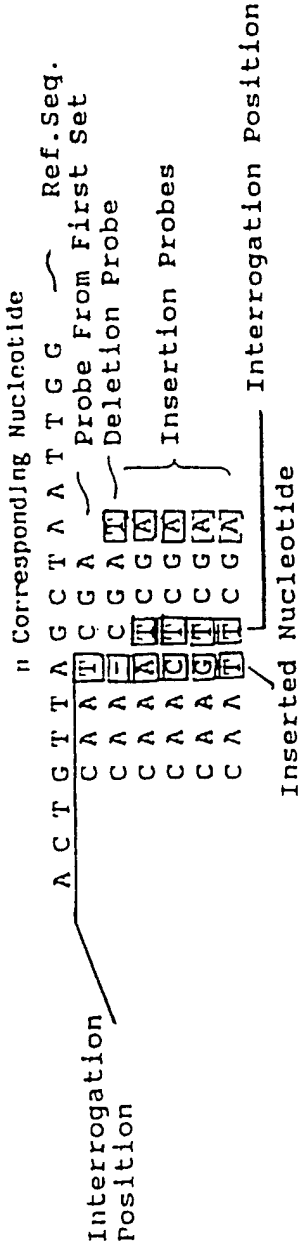 n Corresponding Nucleotide
A C T G T T A G C T A A T T G G Ref.Seq.
C A A T C G A Probe From First Set
C A A - C G A T Deletion Probe
C A A A T C G A
C A A C T C G A
C A A G T C G A
C A A T T C G A
Insertion Probes
Interrogation
Position
Interrogation Position
Inserted Nucleotide